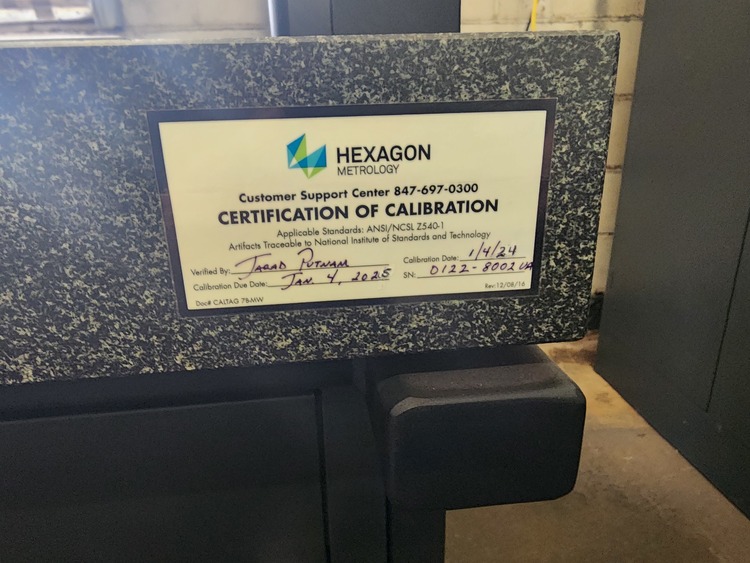 HEXAGON
METROLOGY
Customer Support Center 847-697-0300
CERTIFICATION OF CALIBRATION
Applicable Standards: ANSI/NCSL Z540-1
Artifacts Traceable to National Institute of Standards and Technology
Verified By: Jarad Putnam Calibration Date: 1/4/24
Calibration Due Date: Jan. 4, 2025 SN: 0122-8002
Doc# CALTAG 7BMW Rev:12/08/16